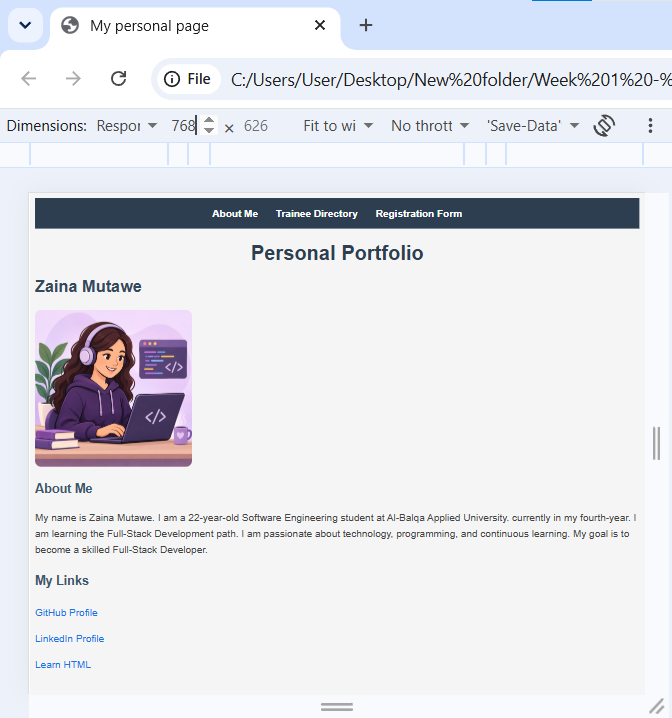 My personal page
File
C:/Users/User/Desktop/New%20folder/Week%201%20-%
Dimensions: Respor 768 × 626 Fit to wi No thrott 'Save-Data'
About Me Trainee Directory Registration Form
Personal Portfolio
Zaina Mutawe
</>
</>
About Me
My name is Zaina Mutawe. I am a 22-year-old Software Engineering student at Al-Balqa Applied University. currently in my fourth-year. I
am learning the Full-Stack Development path. I am passionate about technology, programming, and continuous learning. My goal is to
become a skilled Full-Stack Developer.
My Links
GitHub Profile
LinkedIn Profile
Learn HTML